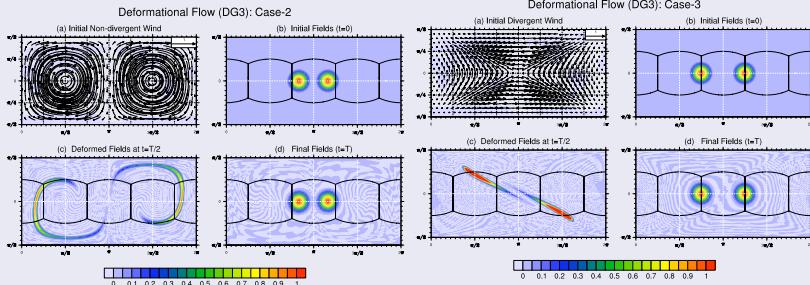 Deformational Flow (DG3): Case-2
(a) Initial Non-divergent Wind
(b) Initial Fields (t=0)
(c) Deformed Fields at t=T/2
(d) Final Fields (t=T)
0 0.1 0.2 0.3 0.4 0.5 0.6 0.7 0.8 0.9 1
Deformational Flow (DG3): Case-3
(a) Initial Divergent Wind
(b) Initial Fields (t=0)
(c) Deformed Fields at t=T/2
(d) Final Fields (t=T)
0 0.1 0.2 0.3 0.4 0.5 0.6 0.7 0.8 0.9 1